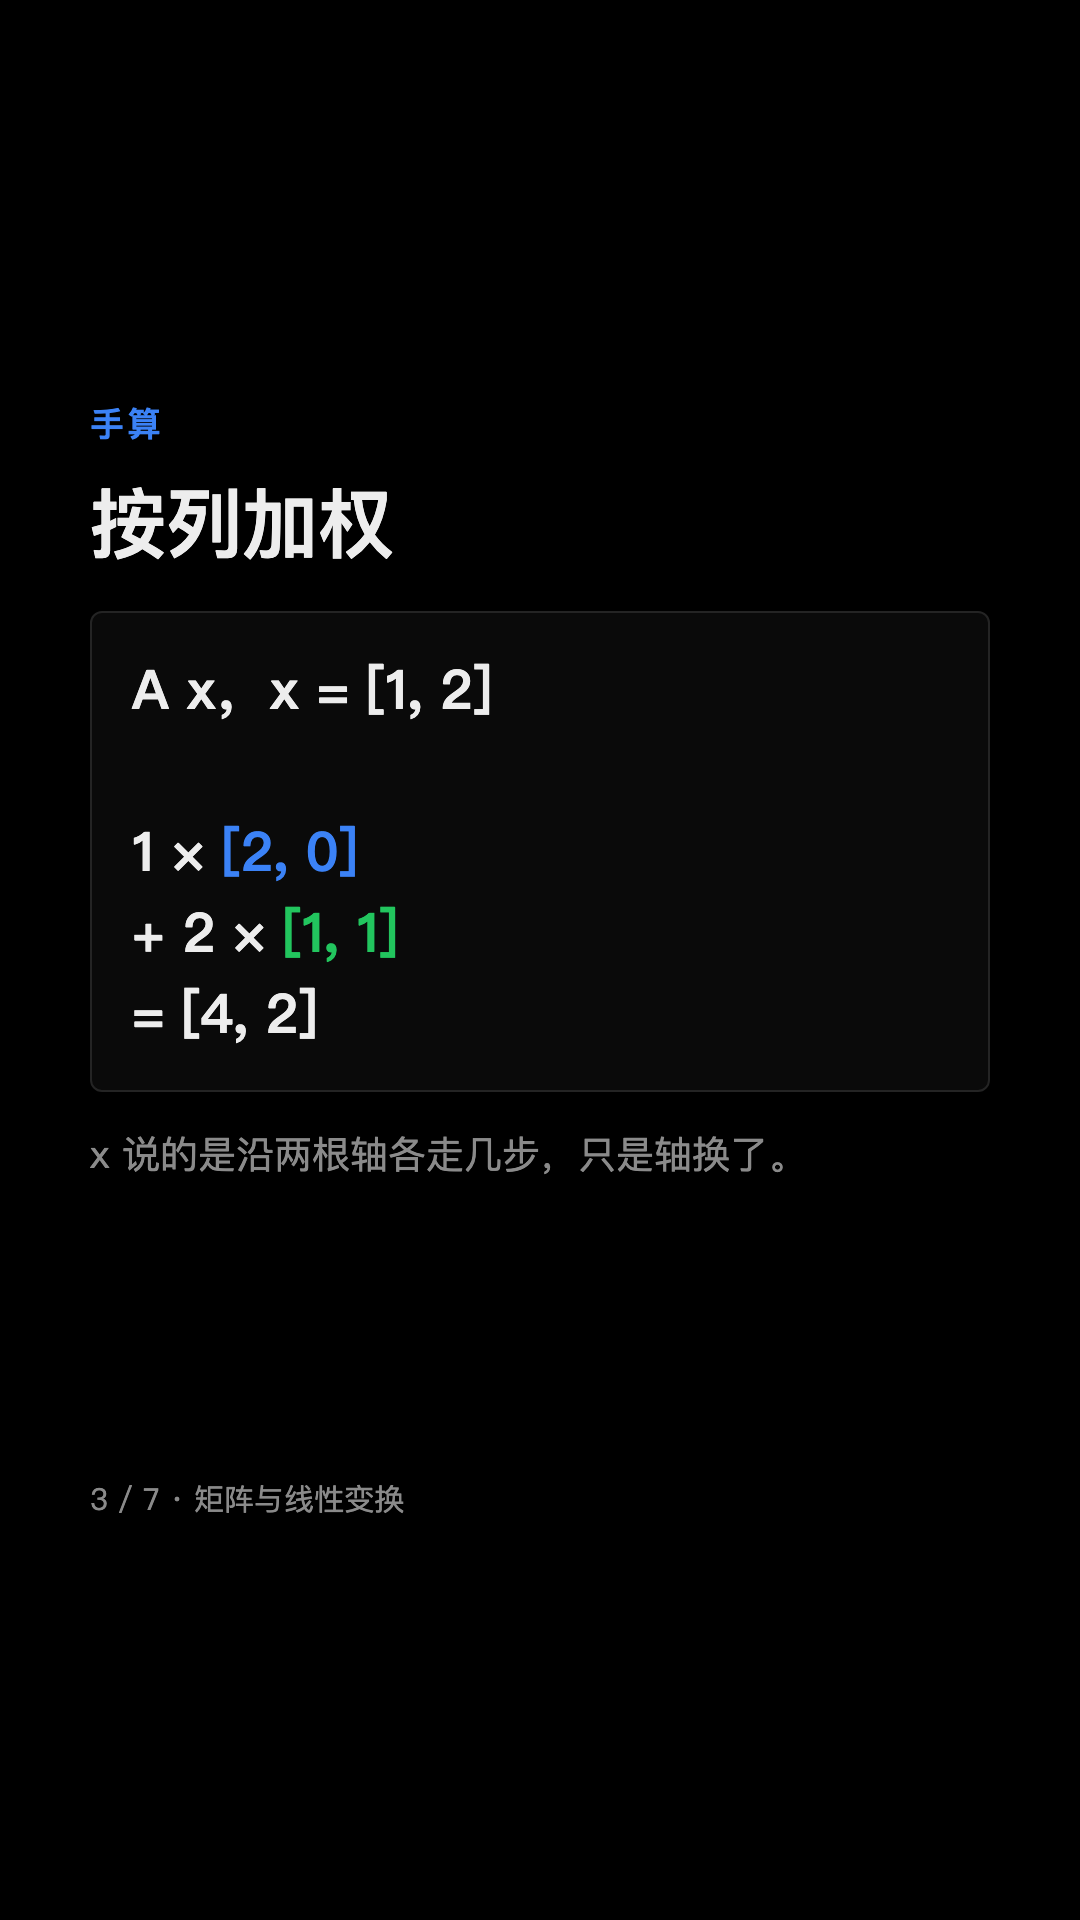 手算
按列加权
A x，x = [1, 2]
1 × [2, 0]
+ 2 × [1, 1]
= [4, 2]
x 说的是沿两根轴各走几步，只是轴换了。
3 / 7 · 矩阵与线性变换